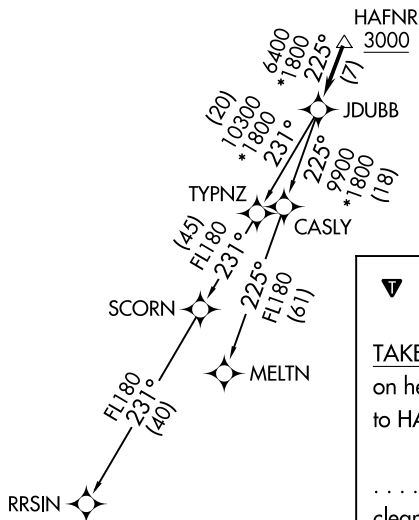 HAFNR
3000
6400
*1800
225°
(7)
JDUBB
(20)
10300
*1800
231°
225°
9900
*1800
(18)
TYPNZ
CASLY
(45)
FL180
231°
225°
FL180
(61)
SCORN
MELTN
FL180
231°
(40)
RRSIN
T
TAKE
on he
to HA
. . . .
clear